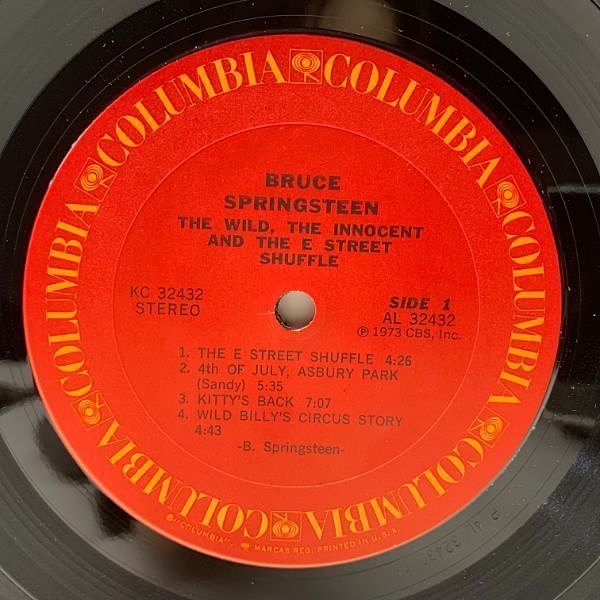 COLUMBIA COLUMBIA COLUMBIA COLUMBIA COLUMBIA COLUMBIA
BRUCE
SPRINGSTEEN
THE WILD, THE INNOCENT
AND THE E STREET
SHUFFLE
KC 32432
STEREO
SIDE 1
AL 32432
℗ 1973 CBS, Inc.
1. THE E STREET SHUFFLE 4:26
2. 4th OF JULY, ASBURY PARK
(Sandy) 5:35
3. KITTY'S BACK 7:07
4. WILD BILLY'S CIRCUS STORY
4:43
-B. Springsteen-
"COLUMBIA", MARCAS REG. PRINTED IN U.S.A.